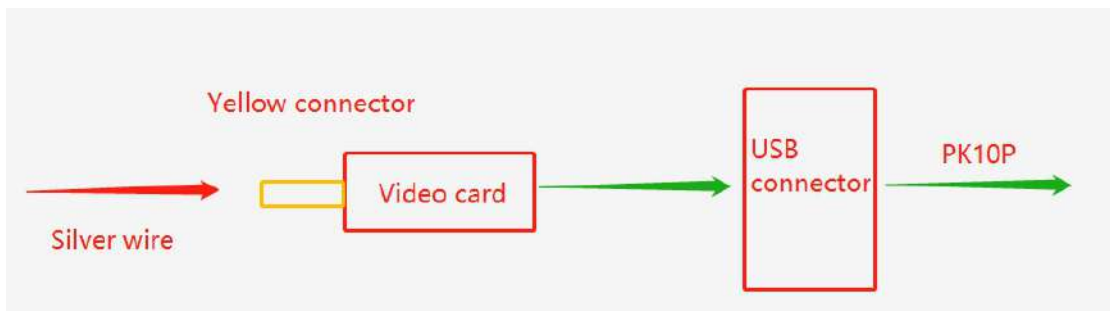 Yellow connector
Silver wire
Video card
USB
connector
PK10P